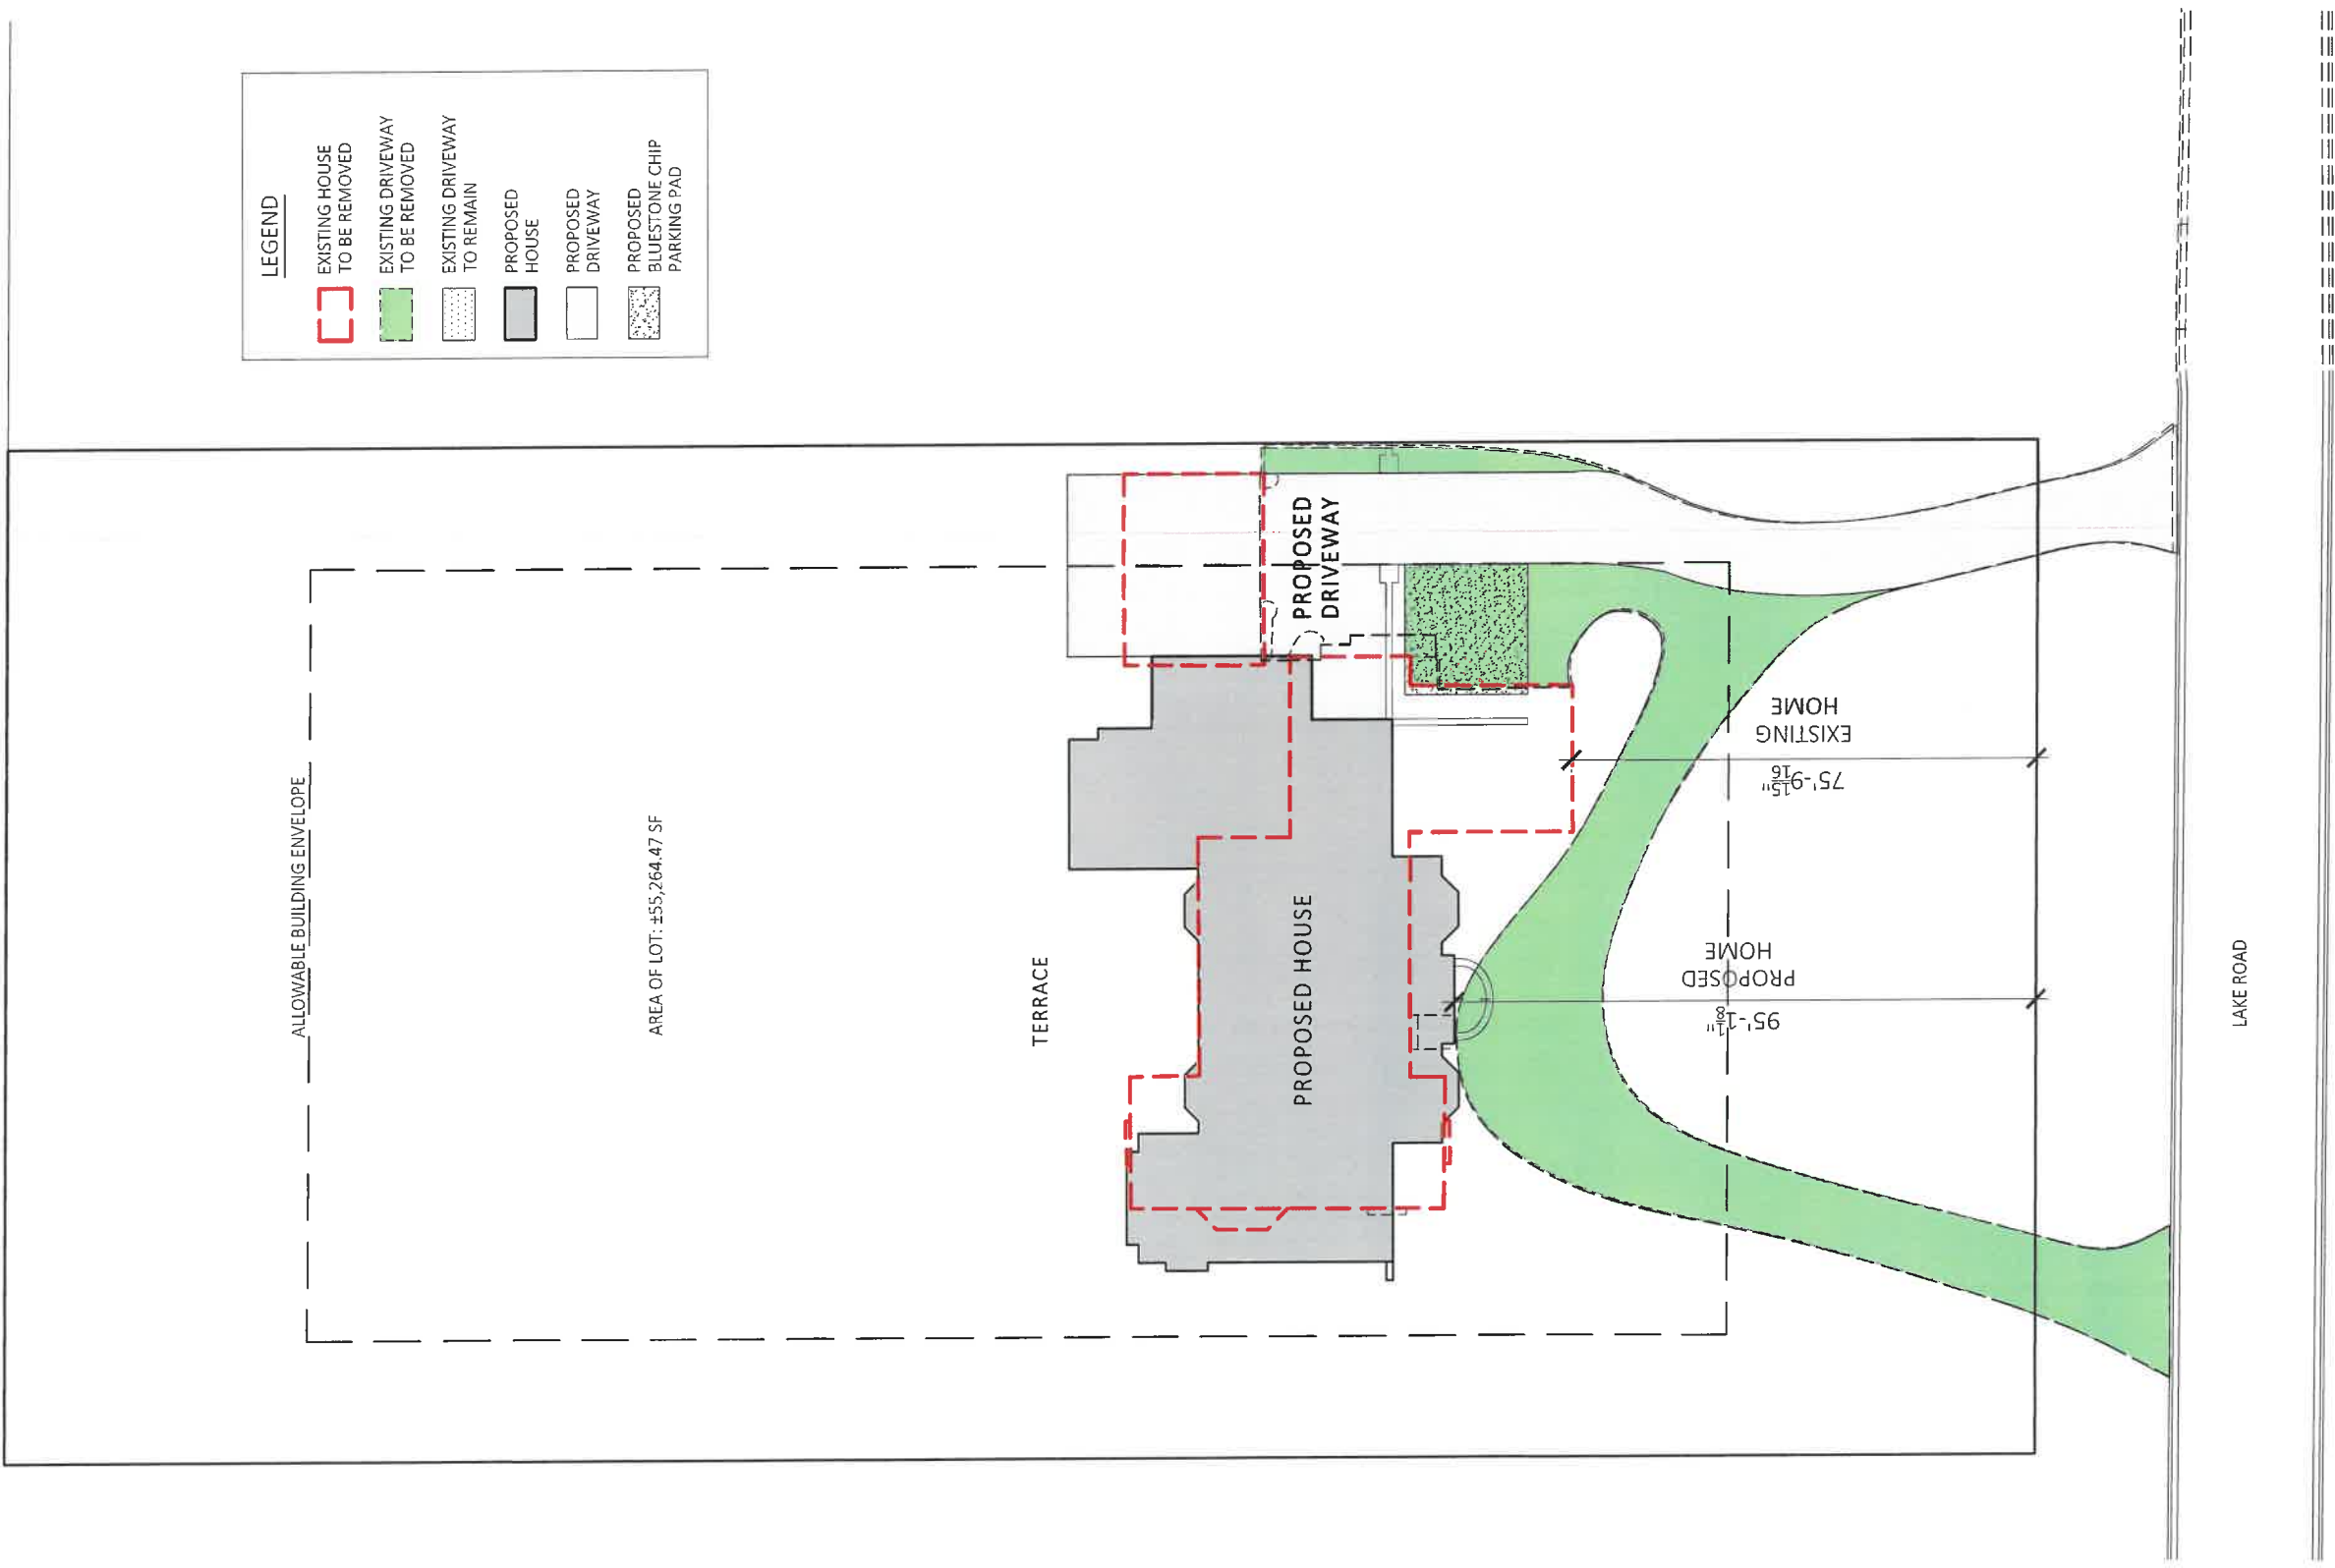 LEGEND
EXISTING HOUSE
TO BE REMOVED
EXISTING DRIVEWAY
TO BE REMOVED
EXISTING DRIVEWAY
TO REMAIN
PROPOSED
HOUSE
PROPOSED
DRIVEWAY
PROPOSED
BLUESTONE CHIP
PARKING PAD
ALLOWABLE BUILDING ENVELOPE
AREA OF LOT: ±55,264.47 SF
TERRACE
PROPOSED HOUSE
PROPOSED
DRIVEWAY
75'-9 15/16"
EXISTING
HOME
95'-1 1/8"
PROPOSED
HOME
LAKE ROAD